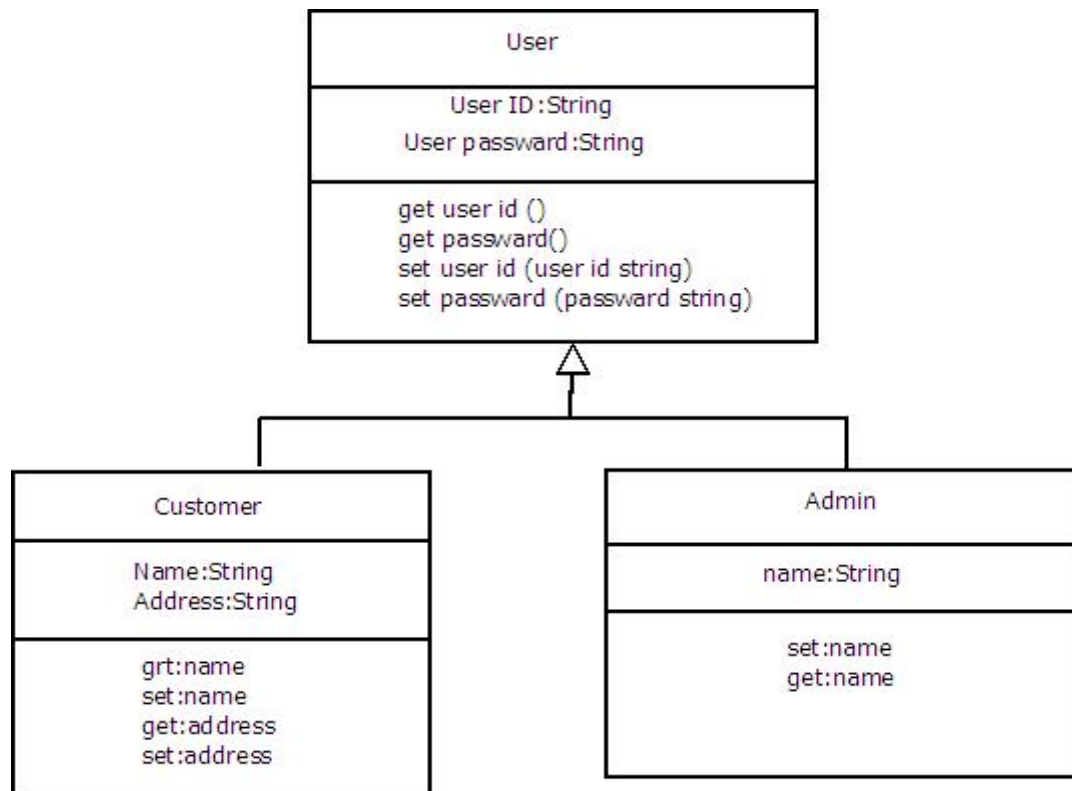 User
User ID:String
User passward:String
get user id ()
get passward()
set user id (user id string)
set passward (passward string)
Customer
Name:String
Address:String
grt:name
set:name
get:address
set:address
Admin
name:String
set:name
get:name